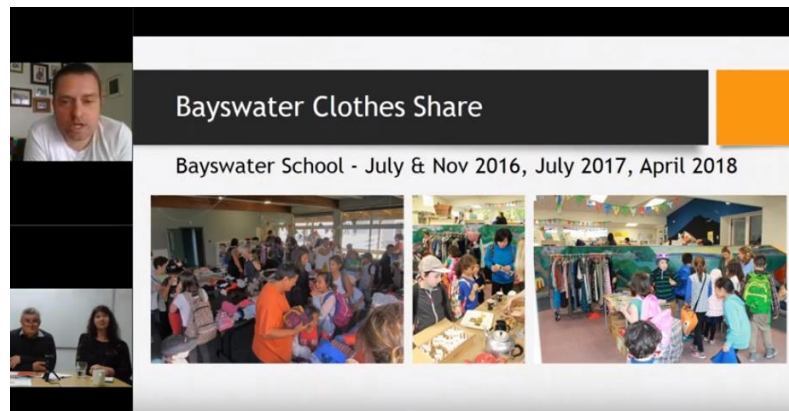 Bayswater Clothes Share
Bayswater School - July & Nov 2016, July 2017, April 2018